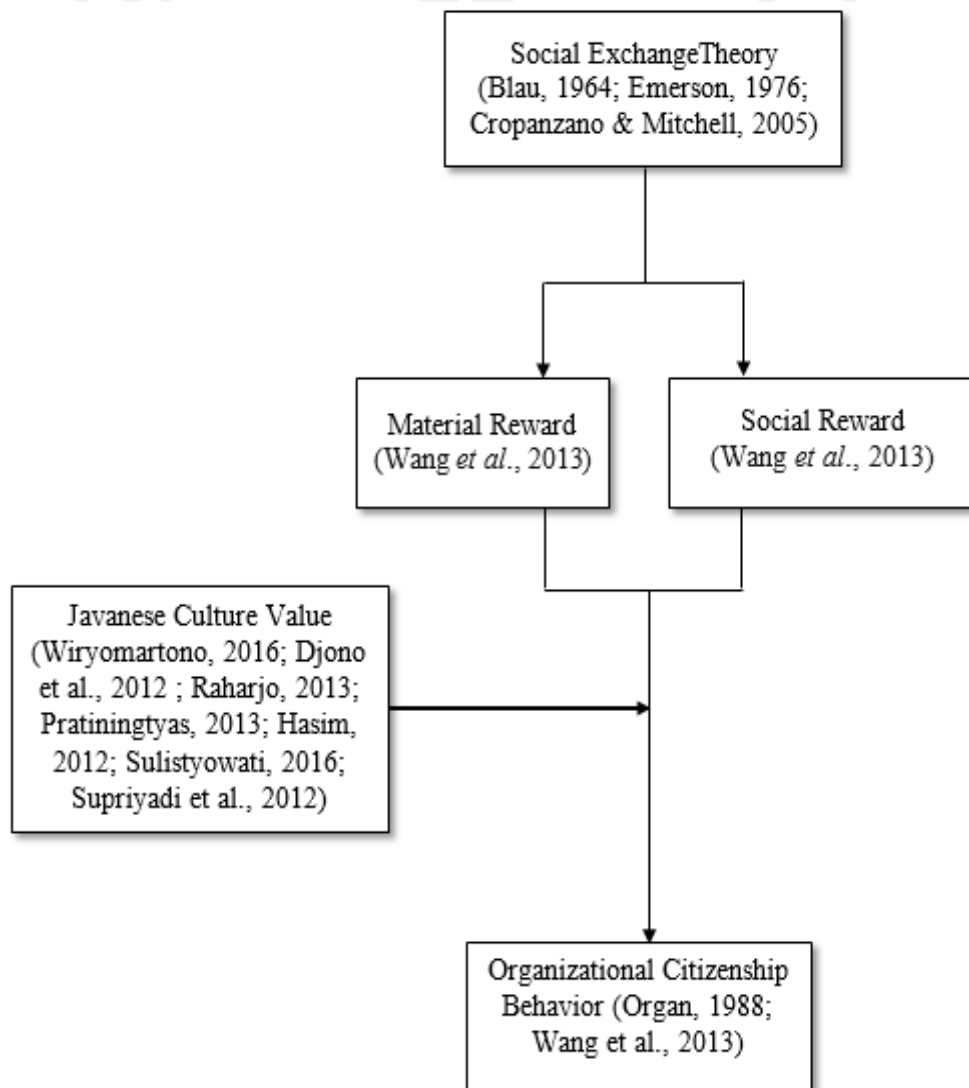 Social ExchangeTheory
(Blau, 1964; Emerson, 1976;
Cropanzano & Mitchell, 2005)
Material Reward
(Wang et al., 2013)
Social Reward
(Wang et al., 2013)
Javanese Culture Value
(Wiryomartono, 2016; Djono
et al., 2012 ; Raharjo, 2013;
Pratiningtyas, 2013; Hasim,
2012; Sulistyowati, 2016;
Supriyadi et al., 2012)
Organizational Citizenship
Behavior (Organ, 1988;
Wang et al., 2013)